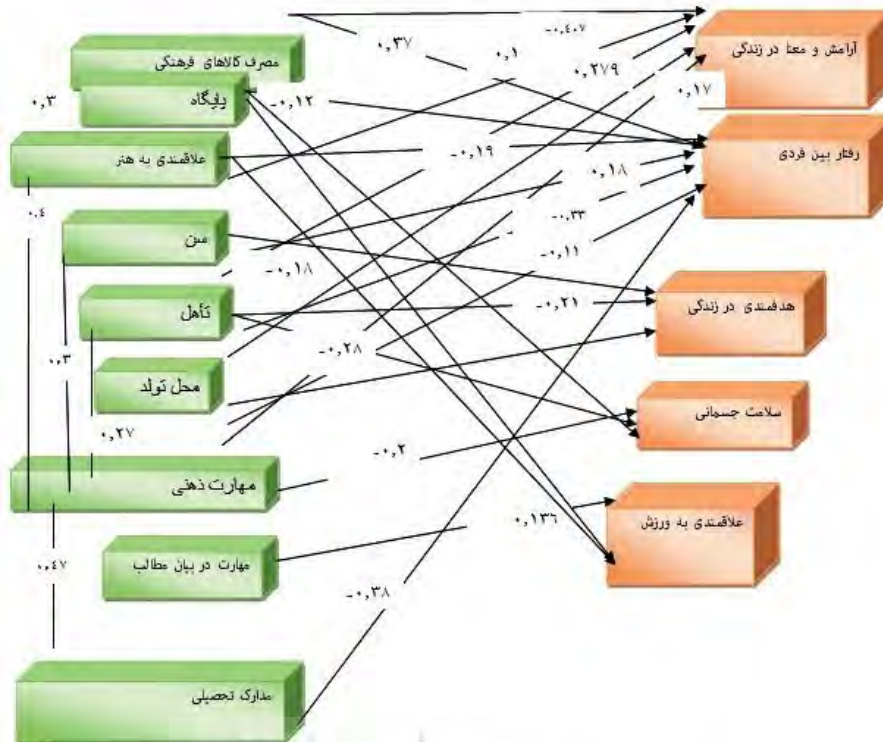 مصرف کالاهای فرهنگی
پایگاه
علاقمندی به هنر
سن
تأهل
محل تولد
مهارت ذهنی
مهارت در بیان مطالب
مدارک تحصیلی
آرامش و معنا در زندگی
رفتار بین فردی
هدفمندی در زندگی
سلامت جسمانی
علاقمندی به ورزش
-۰,۴۰۷
۰,۳۷
۰,۱
۰,۲۷۹
۰,۱۷
۰,۳
-۰,۱۲
-۰,۱۹
۰,۱۸
۰.٤
-۰,۳۳
-۰,۱۱
-۰,۱۸
-۰,۲۱
۰,۳
-۰,۲۸
۰,۲۷
-۰,۲
۰,۱۳٦
۰,٤۷
-۰,۳۸